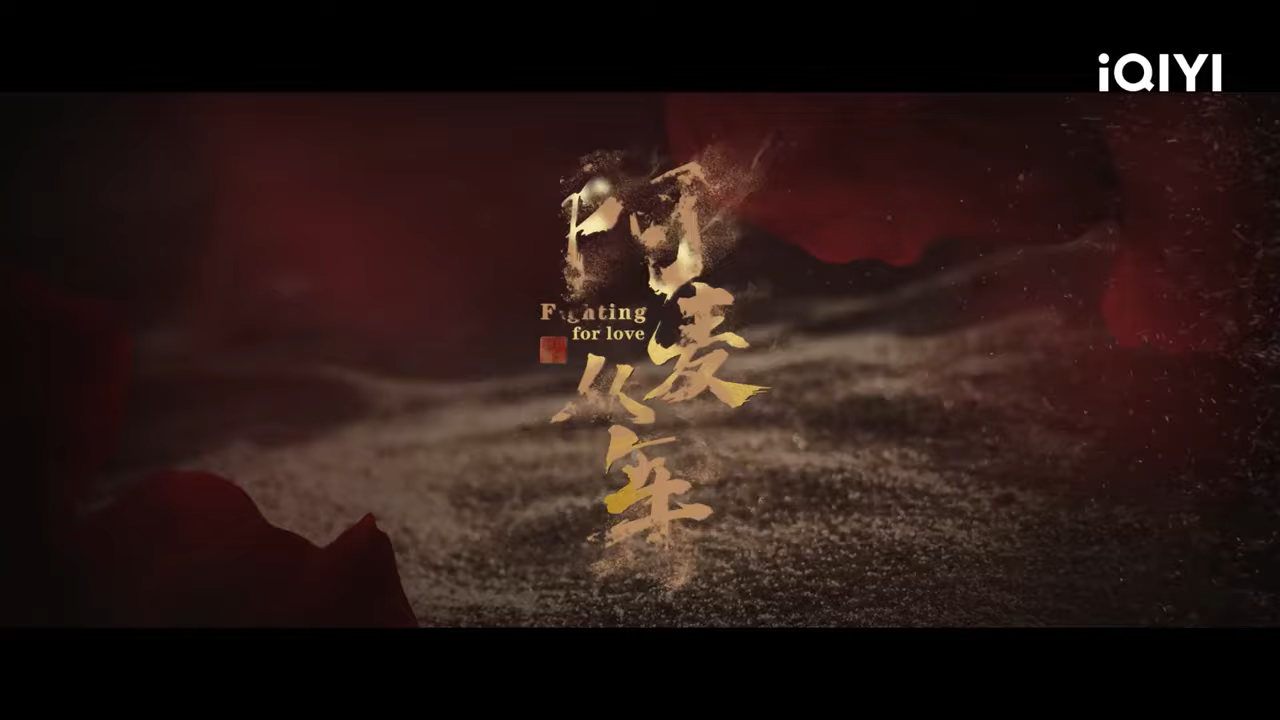 iQIYI
阿麦从军
Fighting
for love